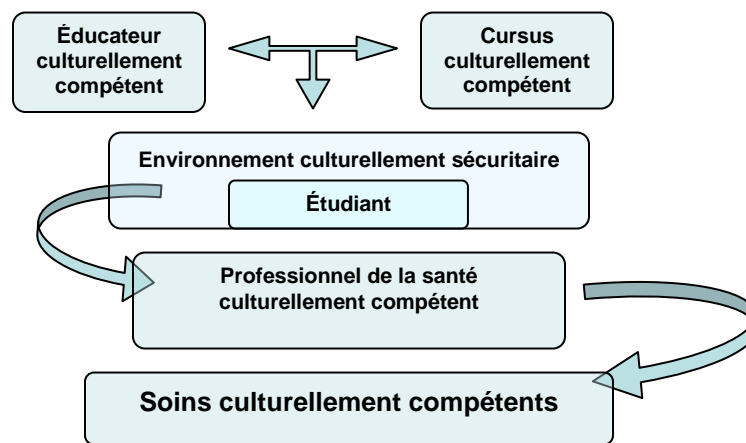 Éducateur
culturellement
compétent
Cursus
culturellement
compétent
Environnement culturellement sécuritaire
Étudiant
Professionnel de la santé
culturellement compétent
Soins culturellement compétents